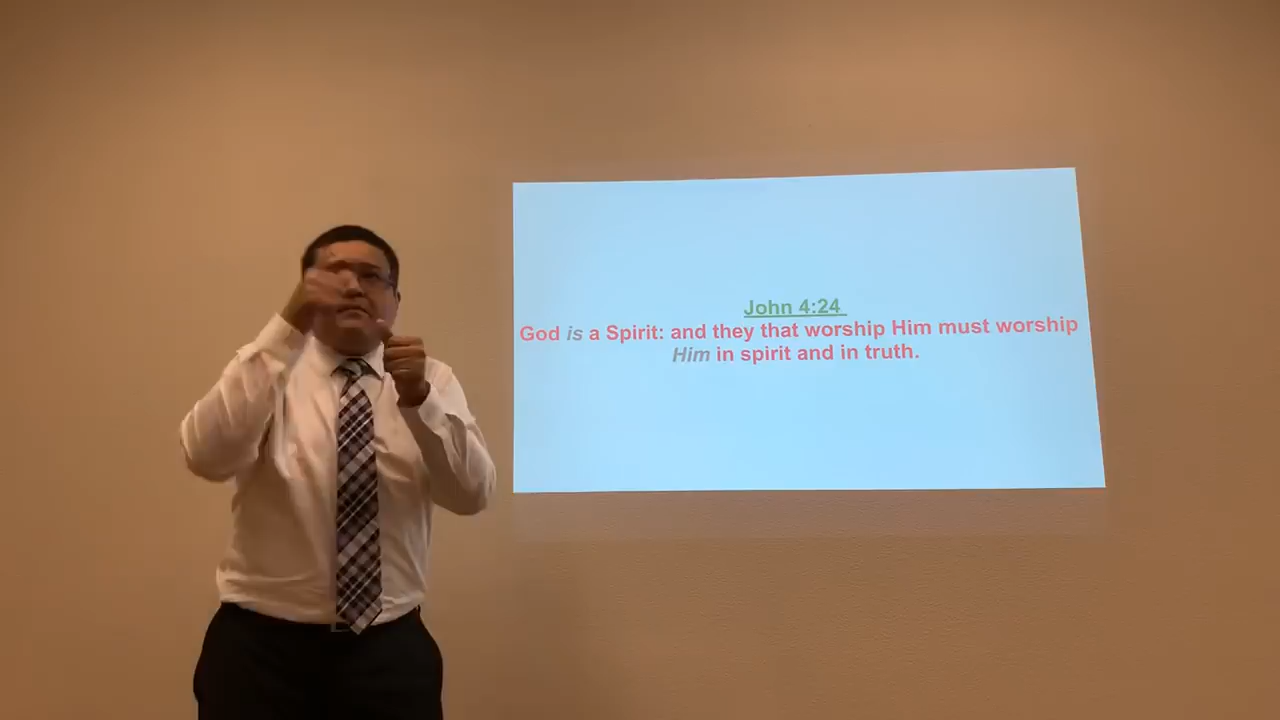 John 4:24
God is a Spirit: and they that worship Him must worship
Him in spirit and in truth.